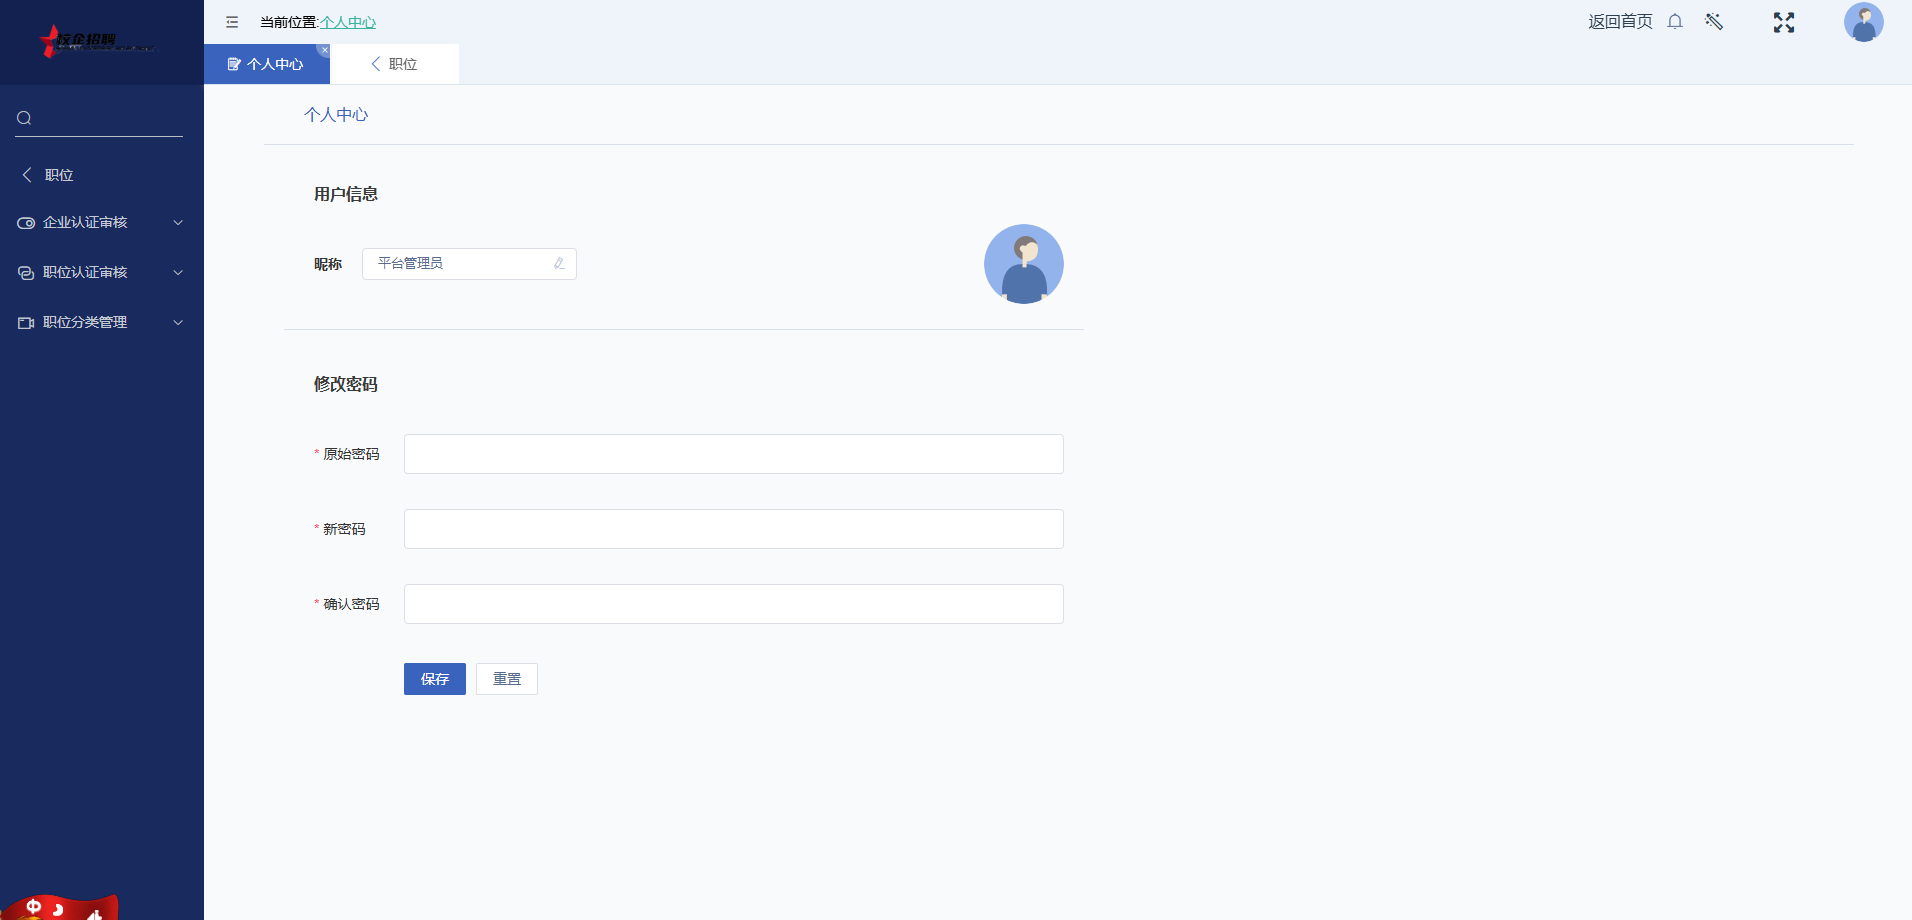 校企招聘
当前位置:个人中心
返回首页
个人中心
职位
职位
企业认证审核
职位认证审核
职位分类管理
个人中心
用户信息
昵称
平台管理员
修改密码
* 原始密码
* 新密码
* 确认密码
保存
重置
中